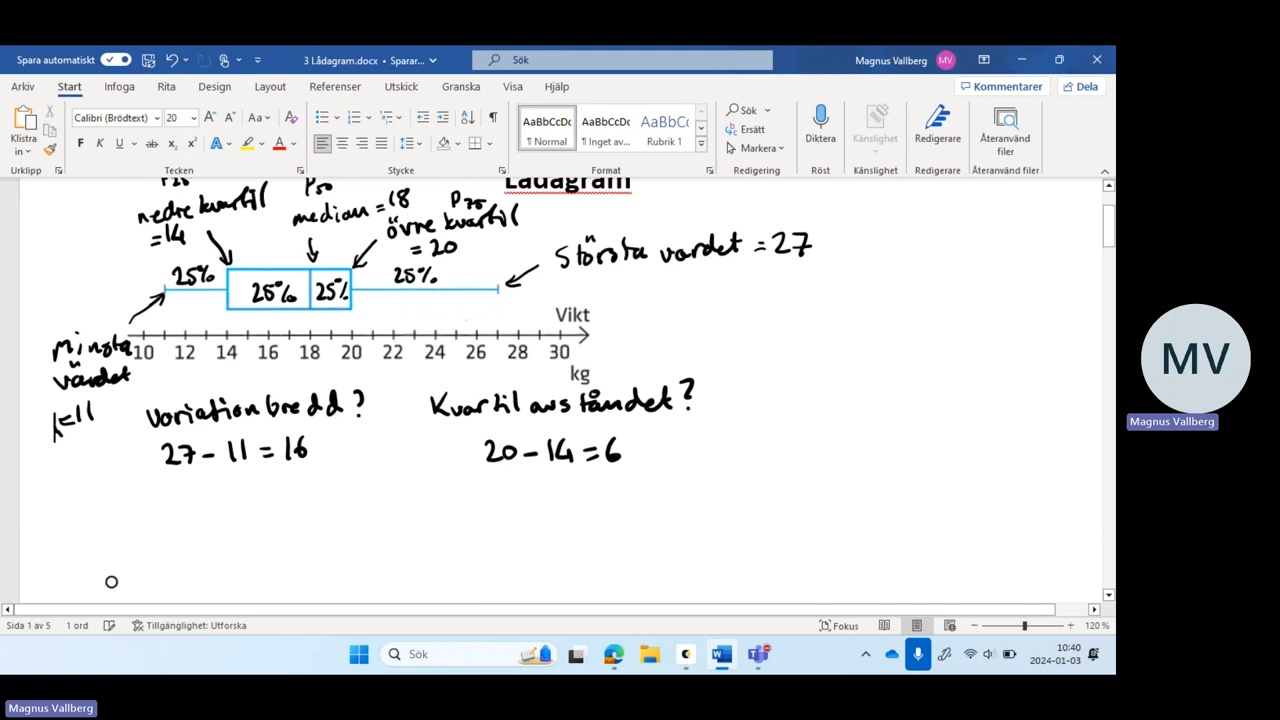 Spara automatiskt
3 Lådagram.docx • Sparar...
Sök
Magnus Vallberg
MV
Arkiv Start Infoga Rita Design Layout Referenser Utskick Granska Visa Hjälp
Kommentarer
Dela
Klistra in
Calibri (Brödtext) 20
AaBbCcDc AaBbCcDc AaBbCc
Normal Inget av... Rubrik 1
Sök
Ersätt
Markera
Diktera
Känslighet
Redigerare
Återanvänd filer
Urklipp Tecken Stycke Format Redigering Röst Känslighet Redigerare Återanvänd filer
Lådagram
P25
nedre kvartil
=14
P50
median = 18
P75
övre kvartil
= 20
Största värdet = 27
25% 25% 25% 25%
Vikt
10 12 14 16 18 20 22 24 26 28 30
kg
Minsta
värdet
=11
Variationbredd?
27-11=16
Kvartilavståndet?
20-14=6
MV
Magnus Vallberg
Sida 1 av 5 1 ord Tillgänglighet: Utforska
Fokus
120 %
Sök
10:40
2024-01-03
Magnus Vallberg